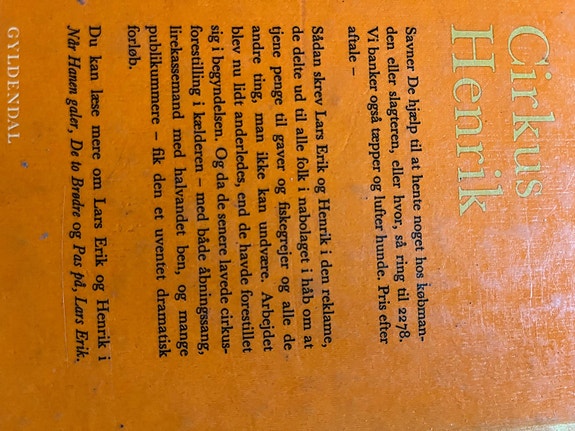 Cirkus
Henrik
Savner De hjælp til at hente noget hos købman-
den eller slagteren, eller hvor, så ring til 2278.
Vi banker også tæpper og lufter hunde. Pris efter
aftale –
Sådan skrev Lars Erik og Henrik i den reklame,
de delte ud til alle folk i nabolaget i håb om at
tjene penge til gaver og fiskegrejer og alle de
andre ting, man ikke kan undvære. Arbejdet
blev nu lidt anderledes, end de havde forestillet
sig i begyndelsen. Og da de senere lavede cirkus-
forestilling i kælderen – med både åbningssang,
lirekassemand med halvandet ben, og mange
publikummere – fik den et uventet dramatisk
forløb.
Du kan læse mere om Lars Erik og Henrik i
Når Hanen galer, De to Brødre og Pas på, Lars Erik.
GYLDENDAL